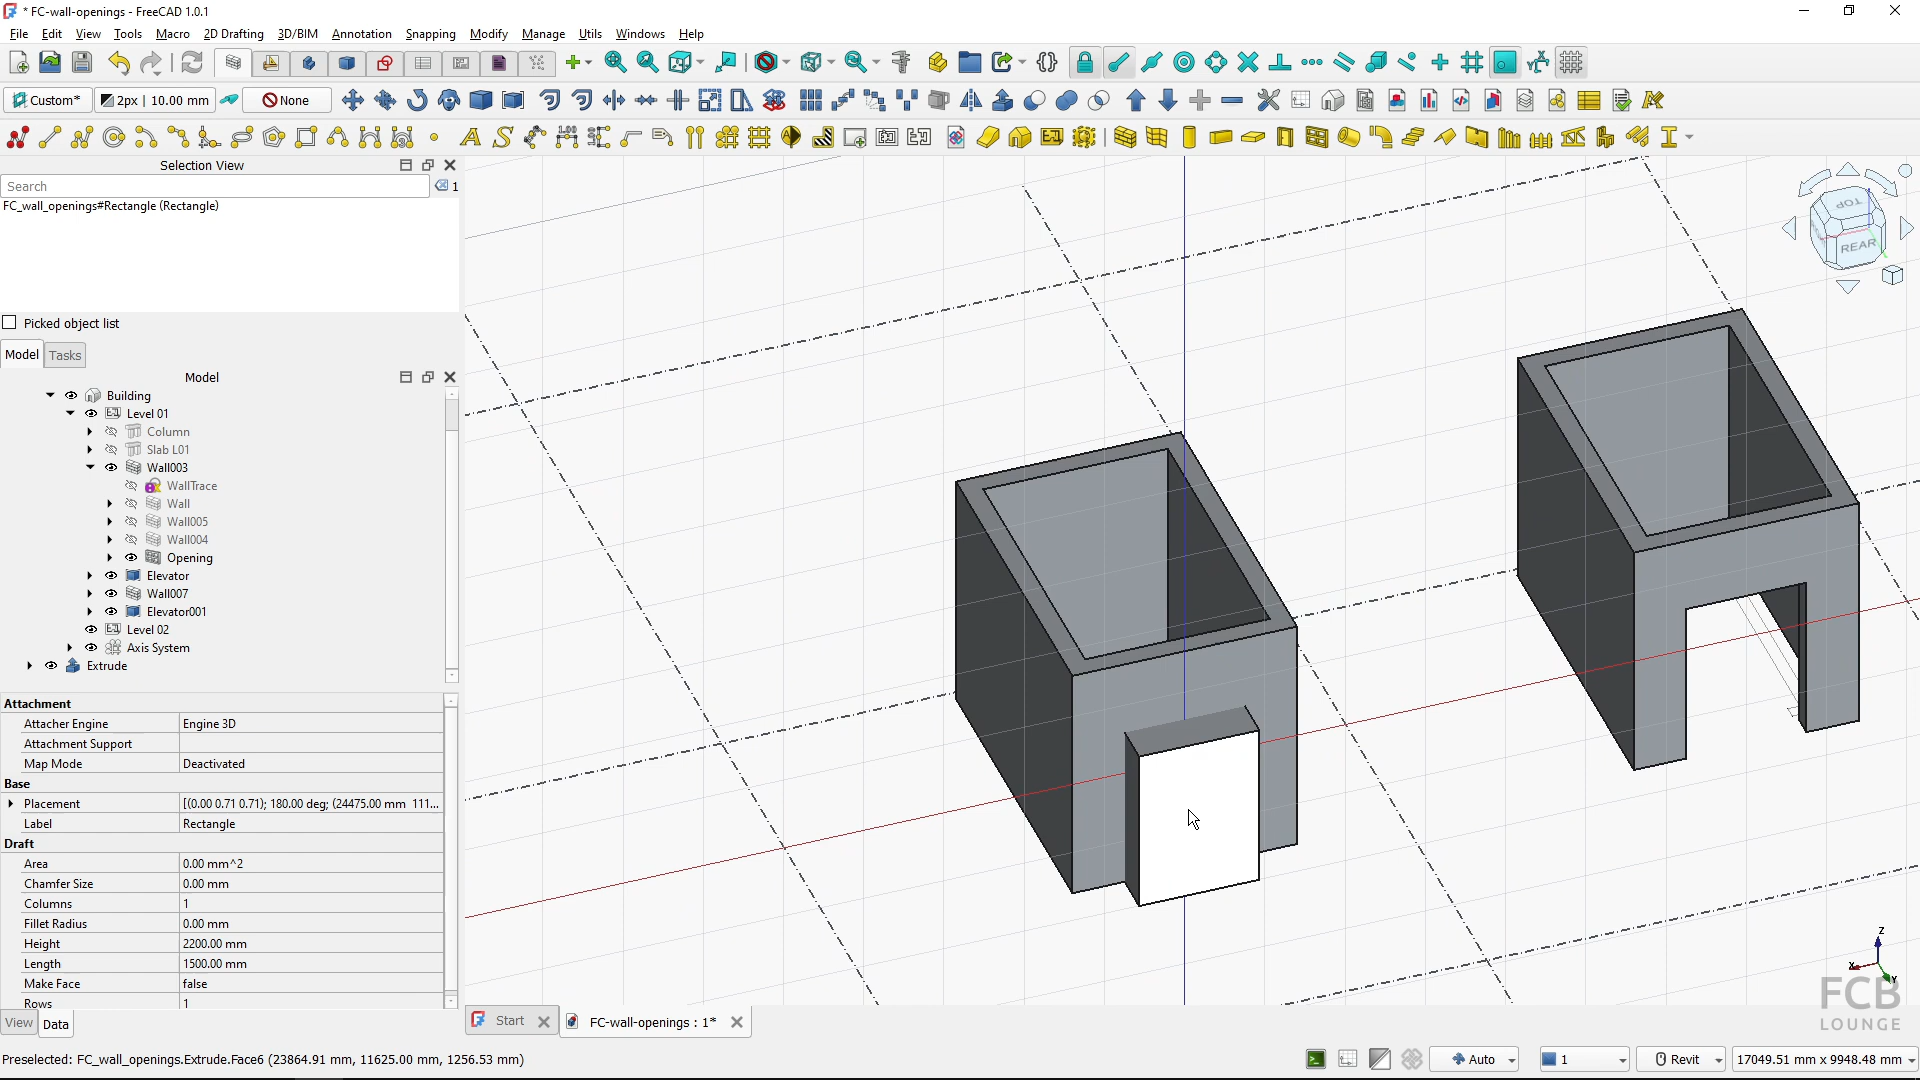 * FC-wall-openings - FreeCAD 1.0.1
File Edit View Tools Macro 2D Drafting 3D/BIM Annotation Snapping Modify Manage Utils Windows Help
Custom* 2px | 10.00 mm None
Selection View
Search 1
FC_wall_openings#Rectangle (Rectangle)
Picked object list
Model Tasks
Model
Building
Level 01
Column
Slab L01
Wall003
WallTrace
Wall
Wall005
Wall004
Opening
Elevator
Wall007
Elevator001
Level 02
Axis System
Extrude
Attachment
Attacher Engine Engine 3D
Attachment Support
Map Mode Deactivated
Base
Placement [(0.00 0.71 0.71); 180.00 deg; (24475.00 mm 111...
Label Rectangle
Draft
Area 0.00 mm^2
Chamfer Size 0.00 mm
Columns 1
Fillet Radius 0.00 mm
Height 2200.00 mm
Length 1500.00 mm
Make Face false
Rows 1
View Data
TOP
REAR
Z
X
Y
FCB
LOUNGE
Start FC-wall-openings : 1*
Preselected: FC_wall_openings.Extrude.Face6 (23864.91 mm, 11625.00 mm, 1256.53 mm)
Auto 1 Revit 17049.51 mm x 9948.48 mm